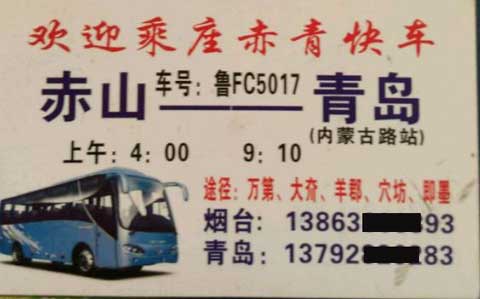 欢迎乘座赤青快车
赤山 车号:鲁FC5017 青岛
(内蒙古路站)
上午:4:00 9:10
途径:万第、大夼、羊郡、穴坊、即墨
烟台:13863 93
青岛:13792 83